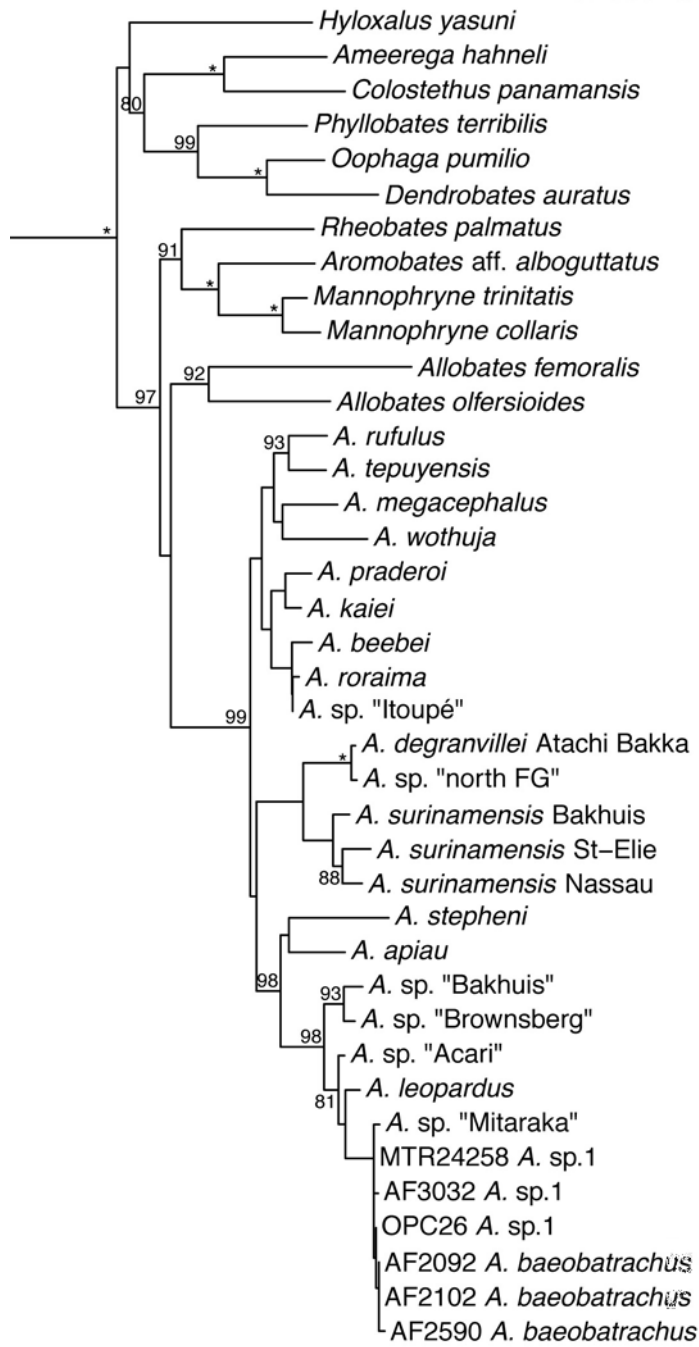 Hyloxalus yasuni
Ameerega hahneli
*
Colostethus panamansis
80
Phyllobates terribilis
99
Oophaga pumilio
*
Dendrobates auratus
Rheobates palmatus
*
91
Aromobates aff. alboguttatus
*
Mannophryne trinitatis
*
Mannophryne collaris
Allobates femoralis
92
97
Allobates olfersioides
A. rufulus
93
A. tepuyensis
A. megacephalus
A. wothuja
A. praderoi
A. kaiei
A. beebei
A. roraima
A. sp. "Itoupé"
99
A. degranvillei Atachi Bakka
*
A. sp. "north FG"
A. surinamensis Bakhuis
A. surinamensis St–Elie
88
A. surinamensis Nassau
A. stepheni
A. apiau
98
A. sp. "Bakhuis"
93
A. sp. "Brownsberg"
98
A. sp. "Acari"
A. leopardus
81
A. sp. "Mitaraka"
MTR24258 A. sp.1
AF3032 A. sp.1
OPC26 A. sp.1
AF2092 A. baeobatrachus
AF2102 A. baeobatrachus
AF2590 A. baeobatrachus